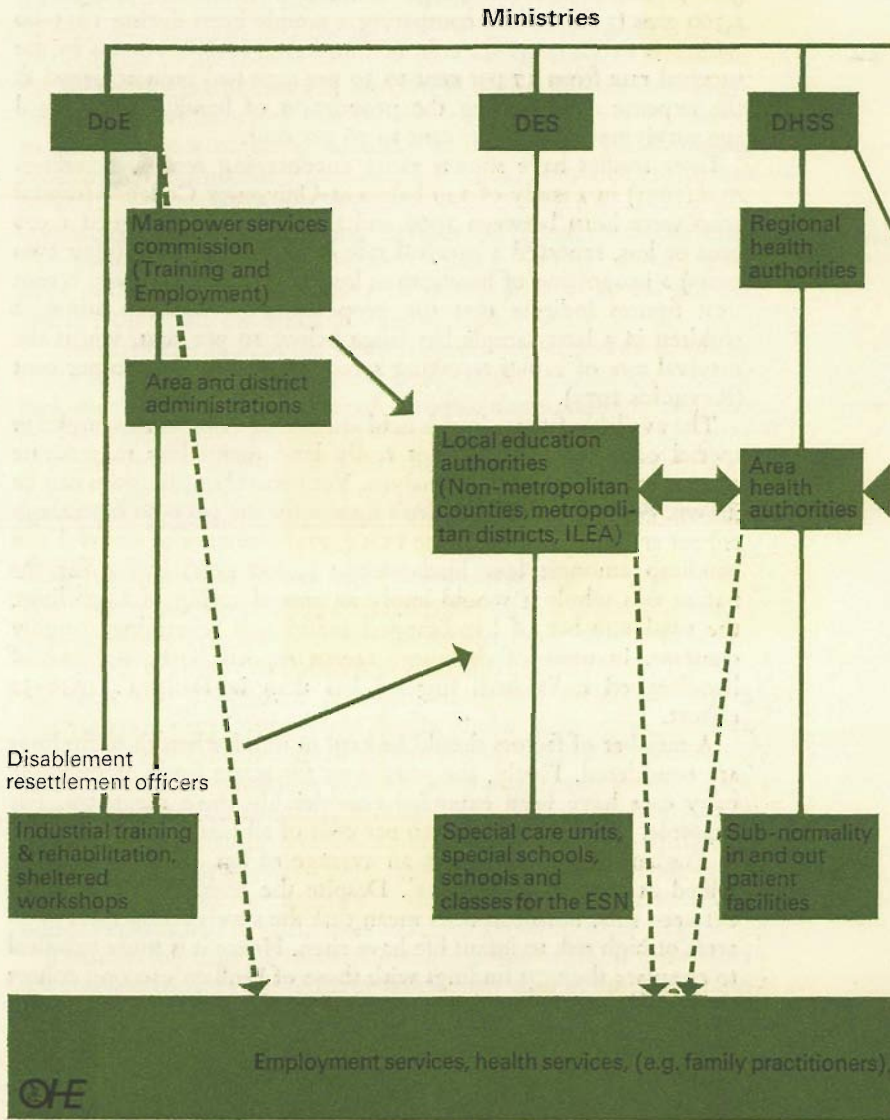 Ministries
DoE
DES
DHSS
Manpower services
commission
(Training and
Employment)
Regional
health
authorities
Area and district
administrations
Local education
authorities
(Non-metropolitan
counties, metropoli-
tan districts, ILEA)
Area
health
authorities
Disablement
resettlement officers
Industrial training
& rehabilitation,
sheltered
workshops
Special care units,
special schools,
schools and
classes for the ESN
Sub-normality
in and out
patient
facilities
Employment services, health services, (e.g. family practitioners),
OHE